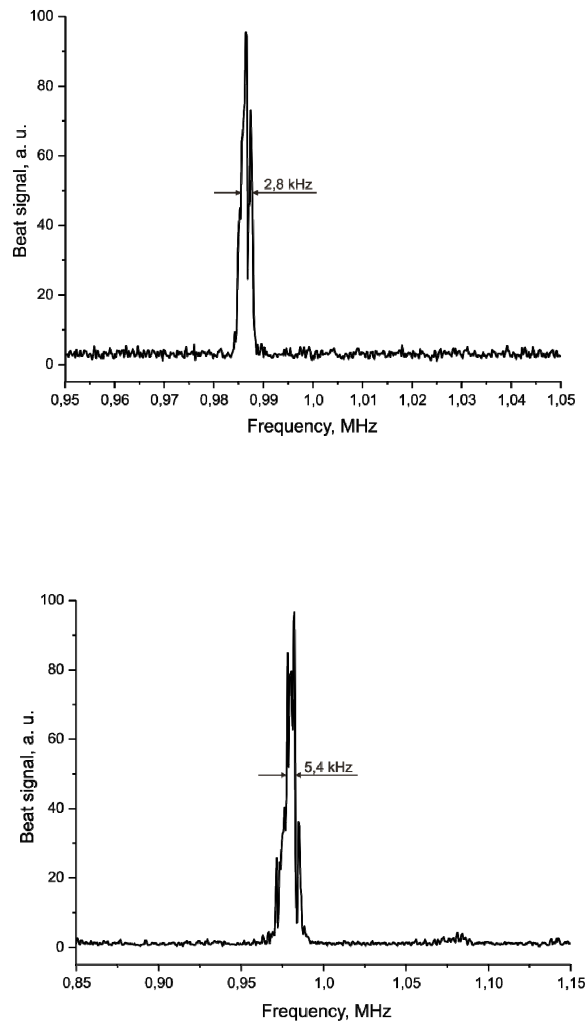 100
80
60
40
20
0
Beat signal, a. u.
2,8 kHz
0,95 0,96 0,97 0,98 0,99 1,0 1,01 1,02 1,03 1,04 1,05
Frequency, MHz
100
80
60
40
20
0
Beat signal, a. u.
5,4 kHz
0,85 0,90 0,95 1,0 1,05 1,10 1,15
Frequency, MHz